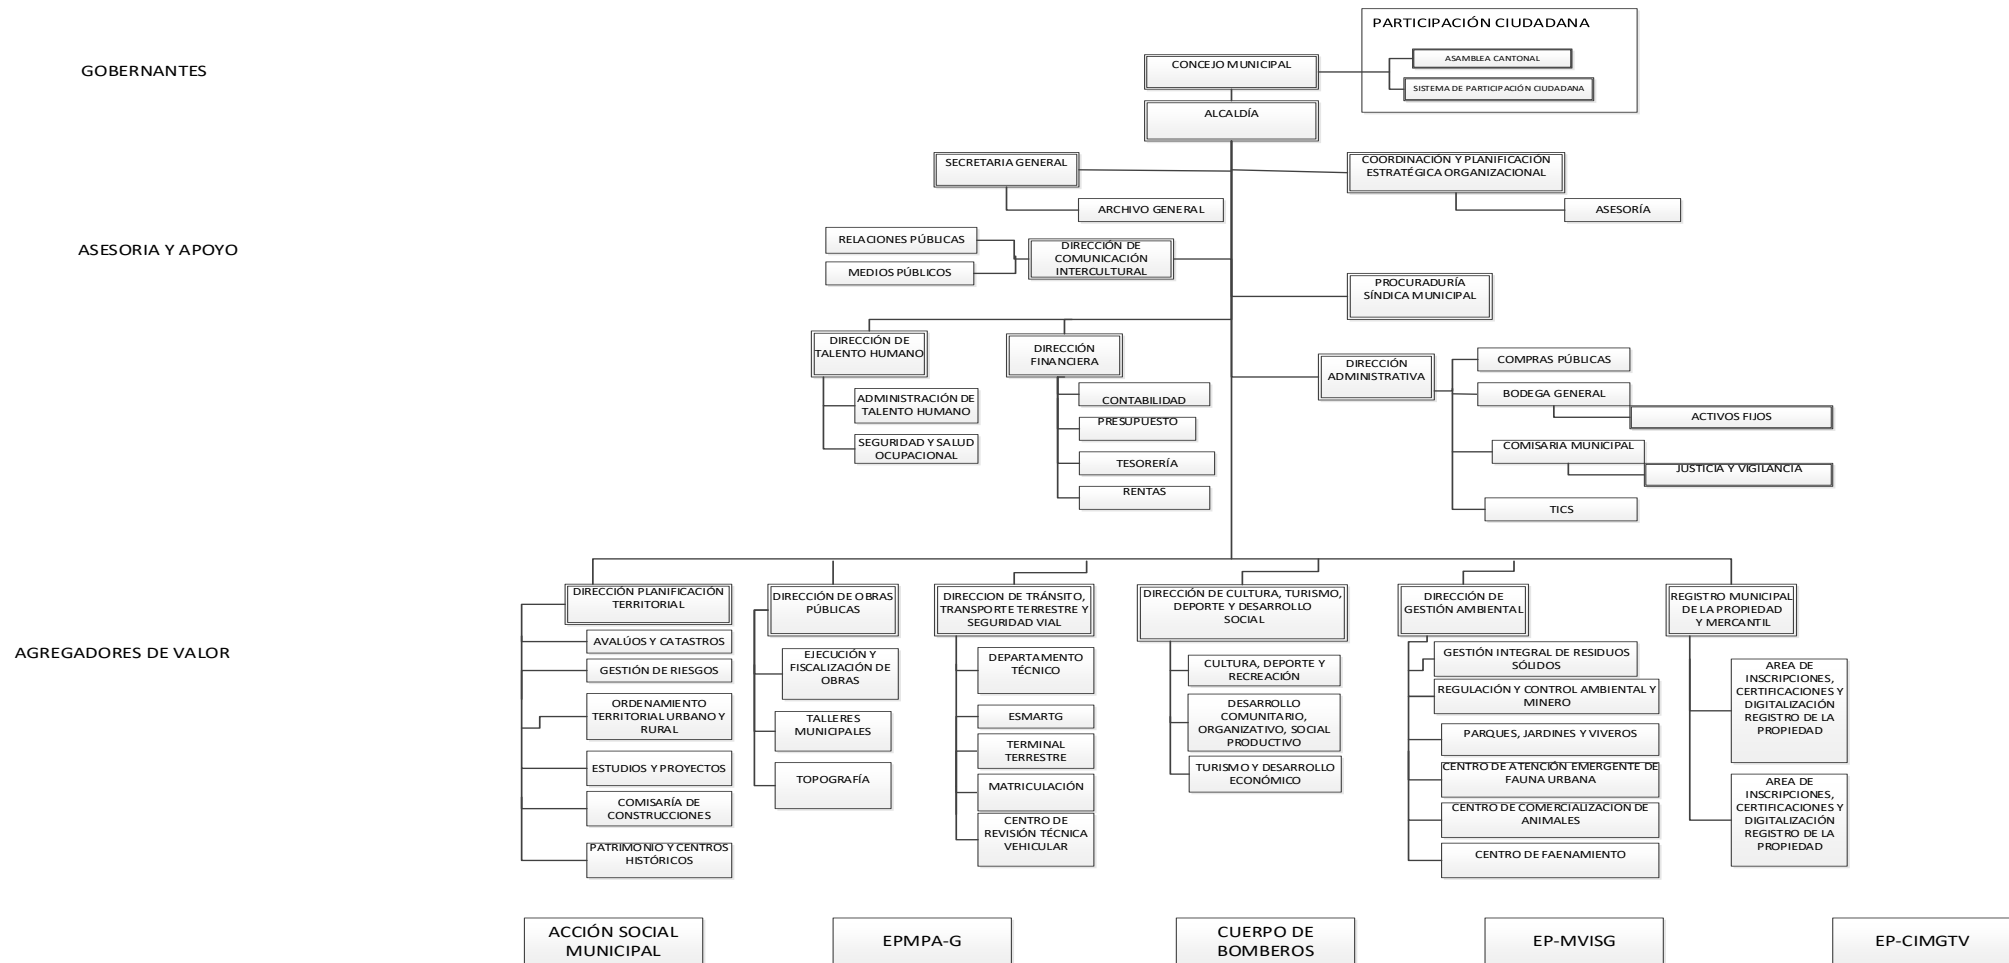 PARTICIPACIÓN CIUDADANA
ASAMBLEA CANTONAL
SISTEMA DE PARTICIPACIÓN CIUDADANA
GOBERNANTES
CONCEJO MUNICIPAL
ALCALDÍA
SECRETARIA GENERAL
ARCHIVO GENERAL
COORDINACIÓN Y PLANIFICACIÓN
ESTRATÉGICA ORGANIZACIONAL
ASESORÍA
ASESORIA Y APOYO
RELACIONES PÚBLICAS
MEDIOS PÚBLICOS
DIRECCIÓN DE
COMUNICACIÓN
INTERCULTURAL
PROCURADURÍA
SÍNDICA MUNICIPAL
DIRECCIÓN DE
TALENTO HUMANO
ADMINISTRACIÓN DE
TALENTO HUMANO
SEGURIDAD Y SALUD
OCUPACIONAL
DIRECCIÓN
FINANCIERA
CONTABILIDAD
PRESUPUESTO
TESORERÍA
RENTAS
DIRECCIÓN
ADMINISTRATIVA
COMPRAS PÚBLICAS
BODEGA GENERAL
ACTIVOS FIJOS
COMISARIA MUNICIPAL
JUSTICIA Y VIGILANCIA
TICS
AGREGADORES DE VALOR
DIRECCIÓN PLANIFICACIÓN
TERRITORIAL
AVALÚOS Y CATASTROS
GESTIÓN DE RIESGOS
ORDENAMIENTO
TERRITORIAL URBANO Y
RURAL
ESTUDIOS Y PROYECTOS
COMISARÍA DE
CONSTRUCCIONES
PATRIMONIO Y CENTROS
HISTÓRICOS
DIRECCIÓN DE OBRAS
PÚBLICAS
EJECUCIÓN Y
FISCALIZACIÓN DE
OBRAS
TALLERES
MUNICIPALES
TOPOGRAFÍA
DIRECCION DE TRÁNSITO,
TRANSPORTE TERRESTRE Y
SEGURIDAD VIAL
DEPARTAMENTO
TÉCNICO
ESMARTG
TERMINAL
TERRESTRE
MATRICULACIÓN
CENTRO DE
REVISIÓN TÉCNICA
VEHICULAR
DIRECCIÓN DE CULTURA, TURISMO,
DEPORTE Y DESARROLLO
SOCIAL
CULTURA, DEPORTE Y
RECREACIÓN
DESARROLLO
COMUNITARIO,
ORGANIZATIVO, SOCIAL
PRODUCTIVO
TURISMO Y DESARROLLO
ECONÓMICO
DIRECCIÓN DE
GESTIÓN AMBIENTAL
GESTIÓN INTEGRAL DE RESIDUOS
SÓLIDOS
REGULACIÓN Y CONTROL AMBIENTAL Y
MINERO
PARQUES, JARDINES Y VIVEROS
CENTRO DE ATENCIÓN EMERGENTE DE
FAUNA URBANA
CENTRO DE COMERCIALIZACION DE
ANIMALES
CENTRO DE FAENAMIENTO
REGISTRO MUNICIPAL
DE LA PROPIEDAD
Y MERCANTIL
AREA DE
INSCRIPCIONES,
CERTIFICACIONES Y
DIGITALIZACIÓN
REGISTRO DE LA
PROPIEDAD
AREA DE
INSCRIPCIONES,
CERTIFICACIONES Y
DIGITALIZACIÓN
REGISTRO DE LA
PROPIEDAD
ACCIÓN SOCIAL
MUNICIPAL
EPMPA-G
CUERPO DE
BOMBEROS
EP-MVISG
EP-CIMGTV